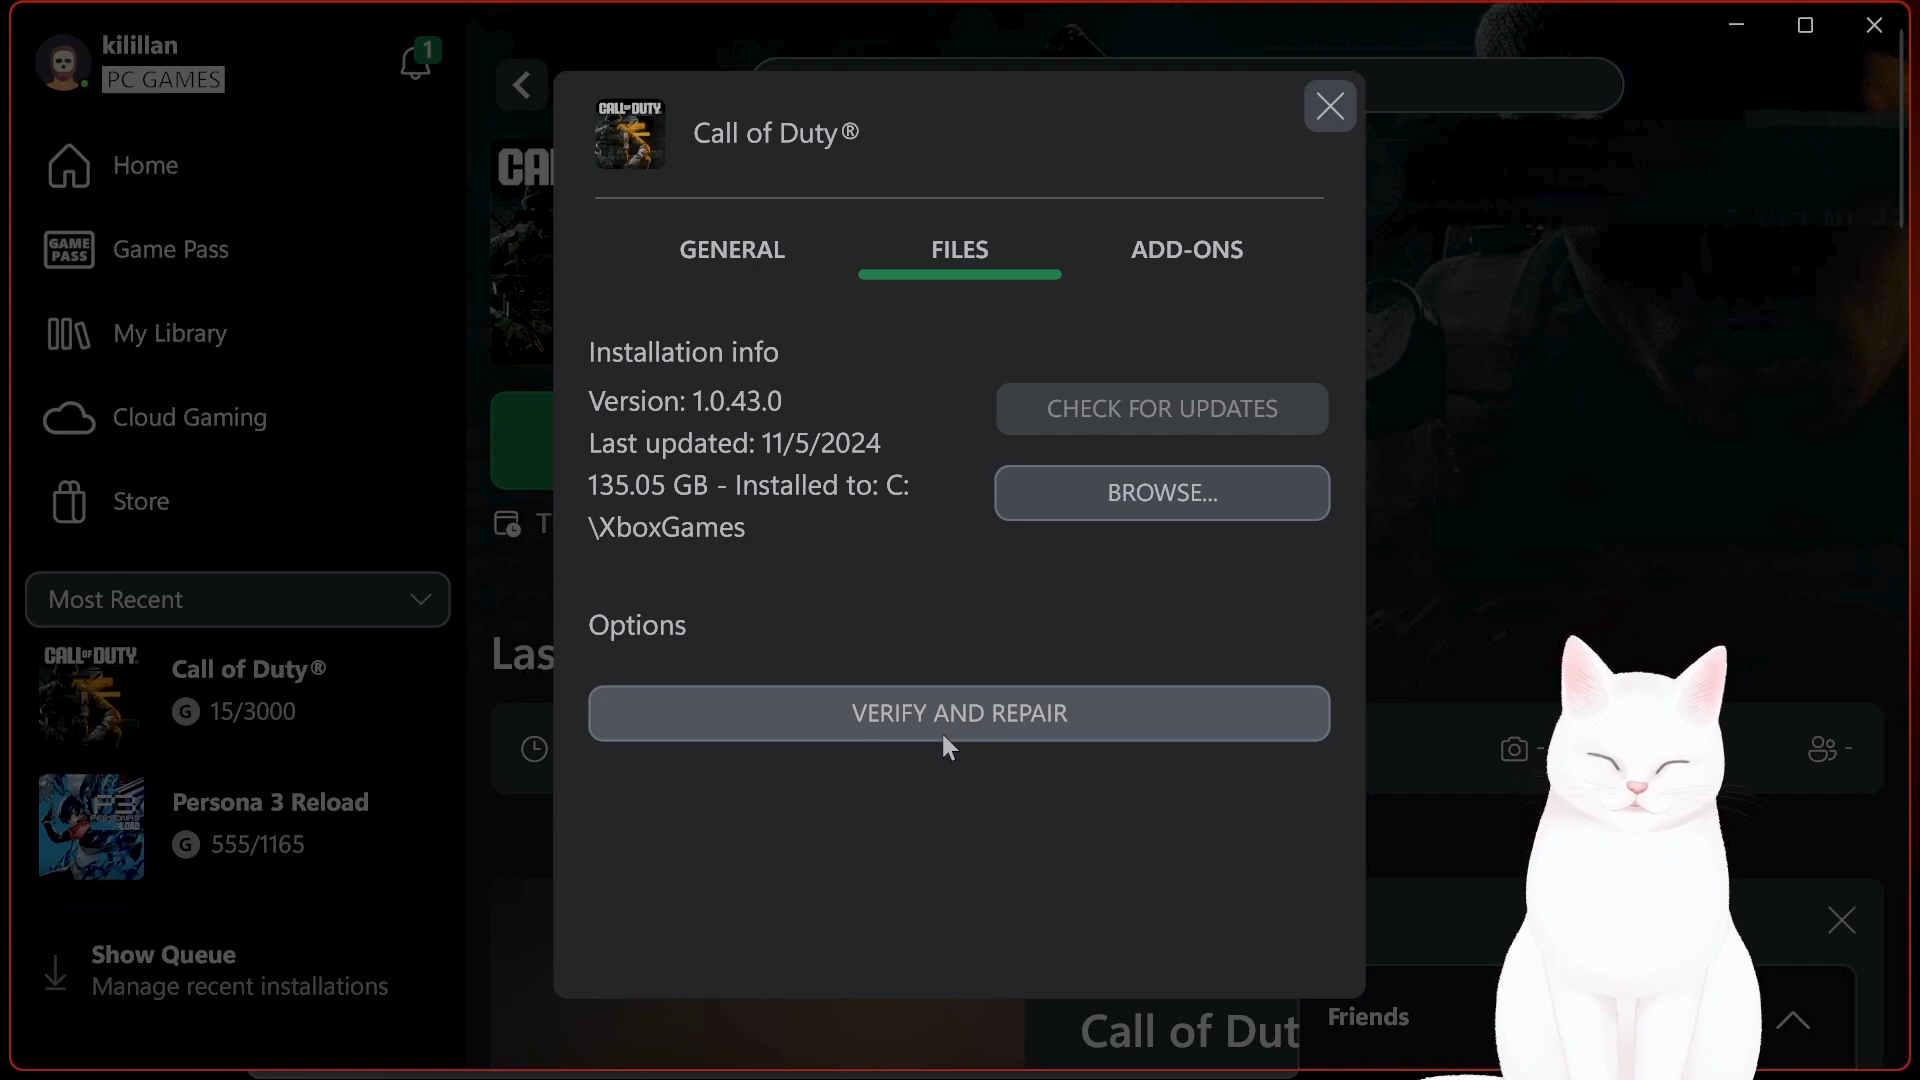 kilillan
PC GAMES
1
Home
GAME
PASS
Game Pass
My Library
Cloud Gaming
Store
Most Recent
CALL OF DUTY
Call of Duty®
G 15/3000
P3
Persona 3 Reload
G 555/1165
Show Queue
Manage recent installations
CAL
T
Las
CALL OF DUTY
Call of Duty®
GENERAL
FILES
ADD-ONS
Installation info
Version: 1.0.43.0
Last updated: 11/5/2024
135.05 GB - Installed to: C:
\XboxGames
CHECK FOR UPDATES
BROWSE...
Options
VERIFY AND REPAIR
-
-
Call of Dut
Friends